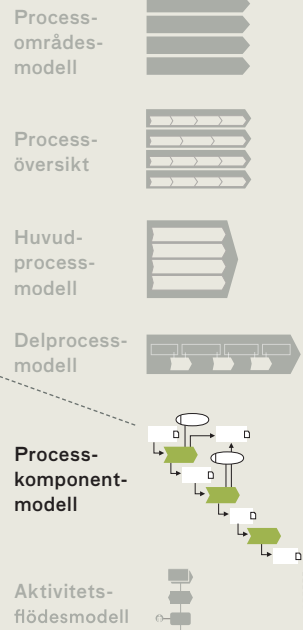 Process-
områdes-
modell
Process-
översikt
Huvud-
process-
modell
Delprocess-
modell
Process-
komponent-
modell
Aktivitets-
flödesmodell